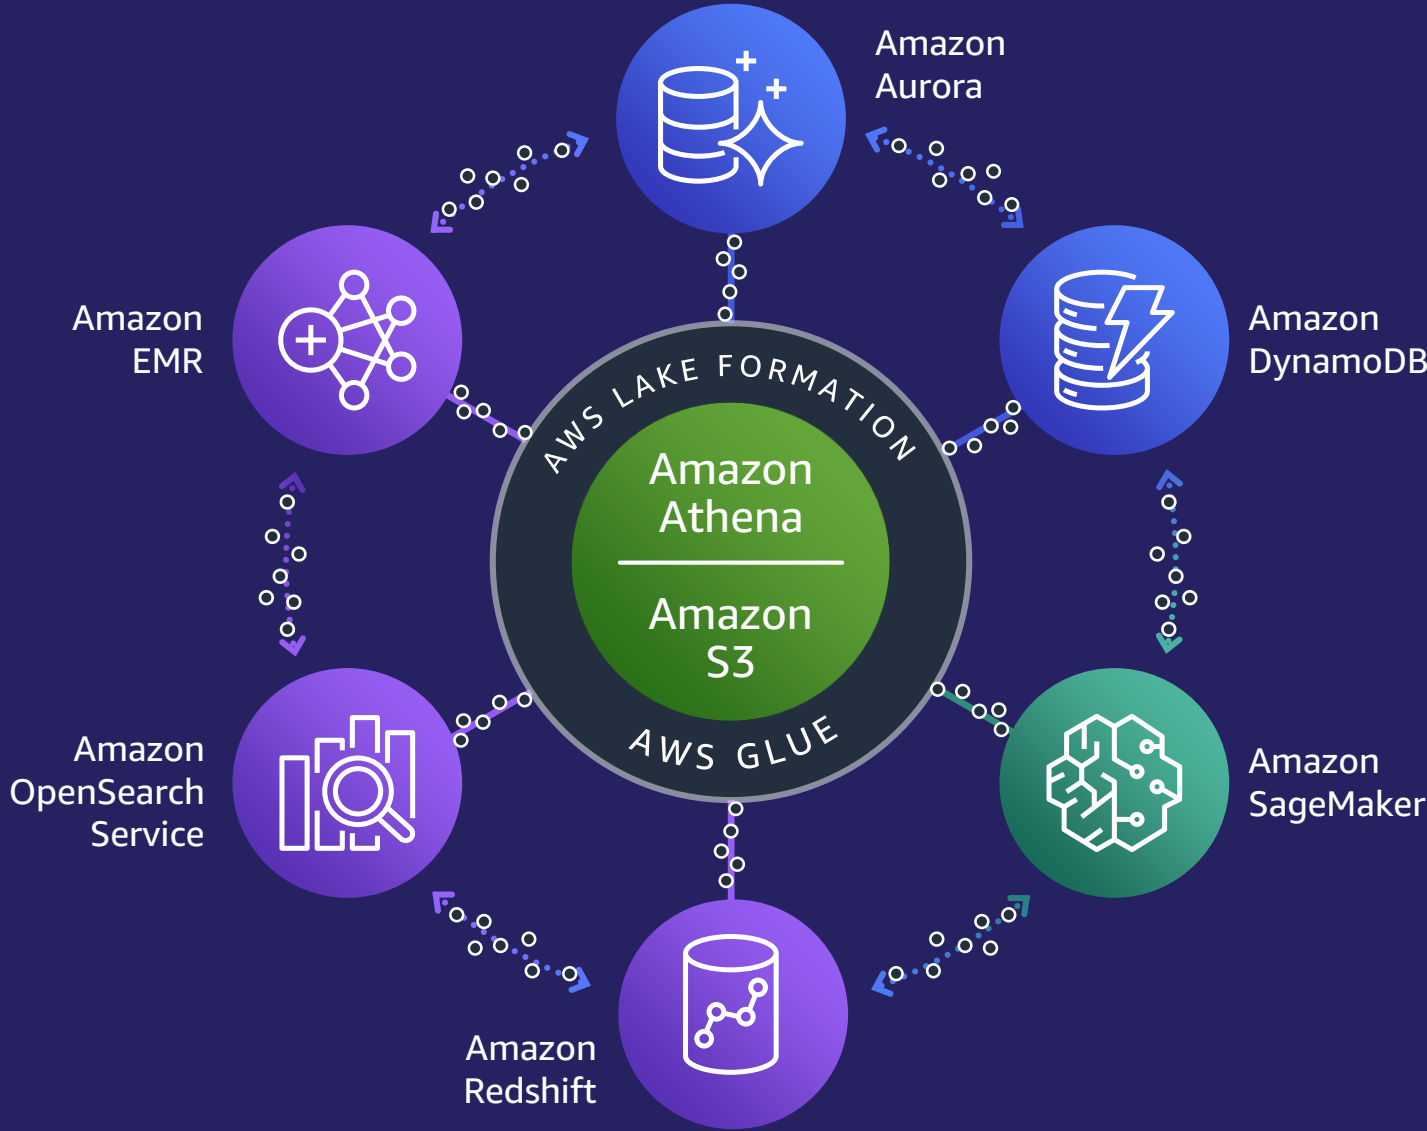 Amazon
Aurora
Amazon
EMR
Amazon
DynamoDB
AWS LAKE FORMATION
Amazon
Athena
Amazon
S3
AWS GLUE
Amazon
OpenSearch
Service
Amazon
SageMaker
Amazon
Redshift